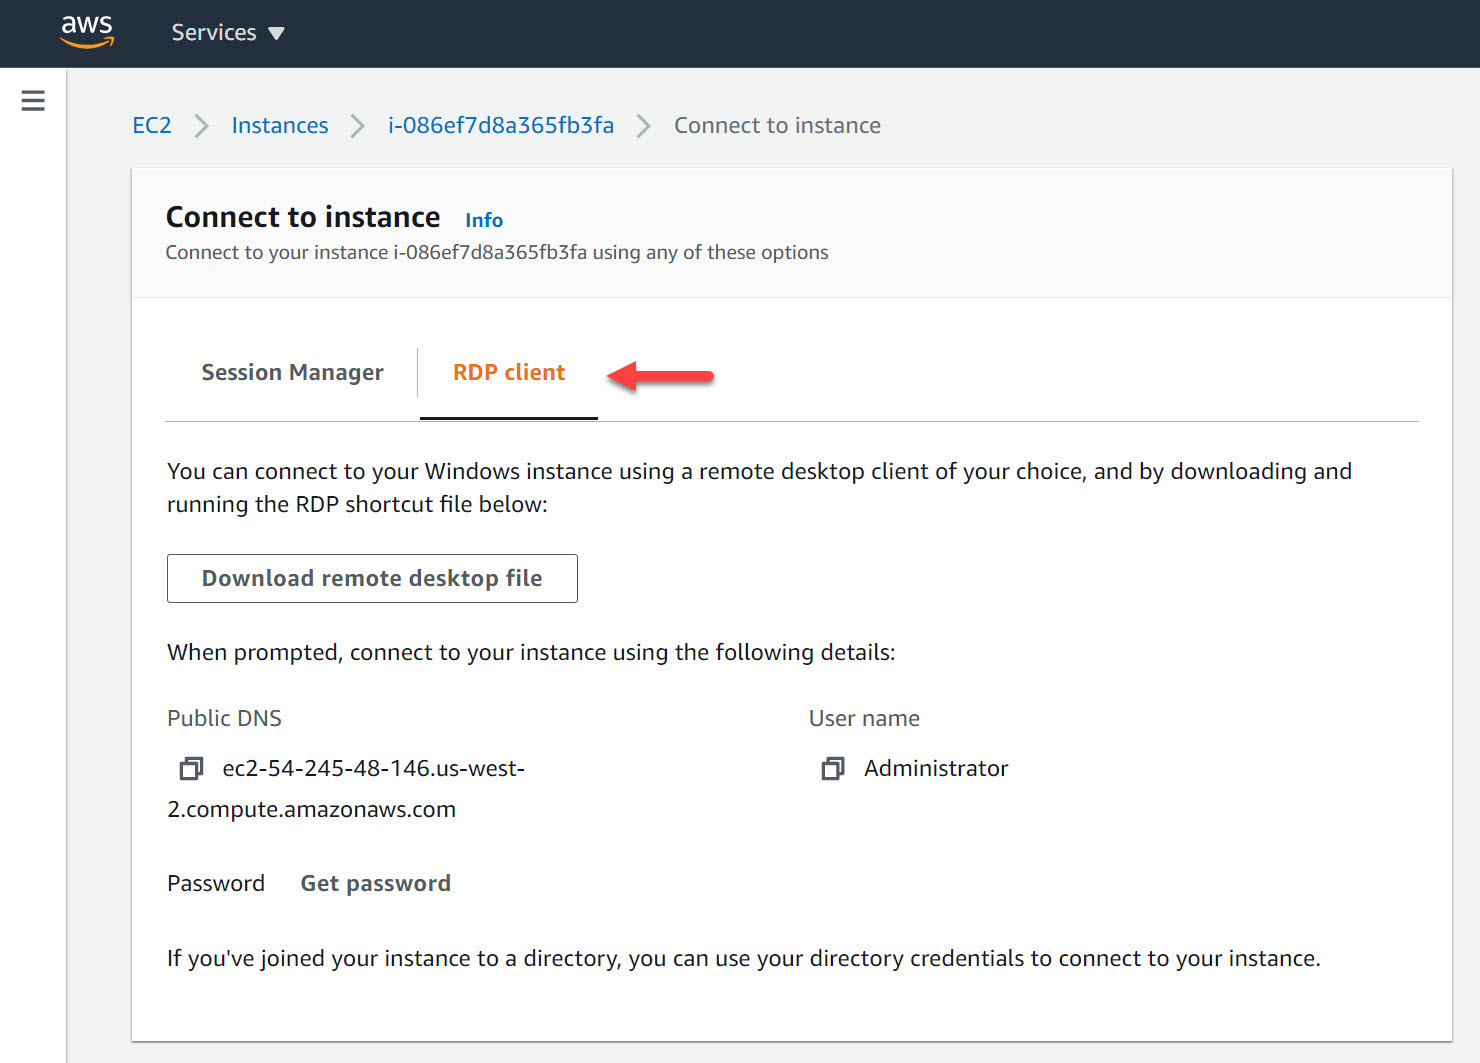 aws
Services
EC2 Instances i-086ef7d8a365fb3fa Connect to instance
Connect to instance Info
Connect to your instance i-086ef7d8a365fb3fa using any of these options
Session Manager RDP client
You can connect to your Windows instance using a remote desktop client of your choice, and by downloading and
running the RDP shortcut file below:
Download remote desktop file
When prompted, connect to your instance using the following details:
Public DNS
ec2-54-245-48-146.us-west-
2.compute.amazonaws.com
User name
Administrator
Password Get password
If you've joined your instance to a directory, you can use your directory credentials to connect to your instance.